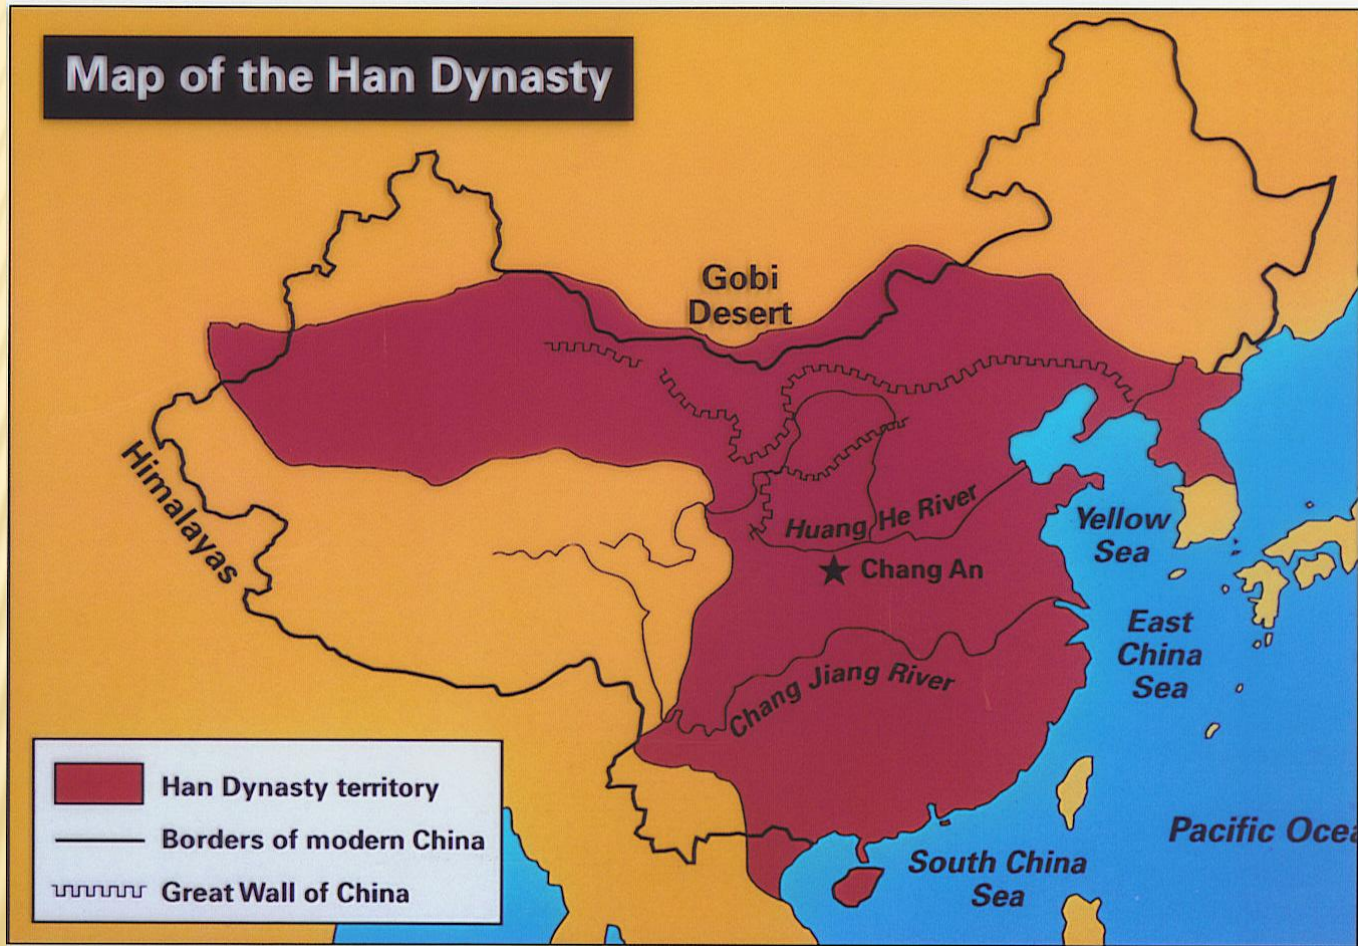 Map of the Han Dynasty
Gobi
Desert
Himalayas
Huang He River
Yellow
Sea
Chang An
East
China
Sea
Chang Jiang River
Han Dynasty territory
Borders of modern China
Great Wall of China
South China
Sea
Pacific Ocea